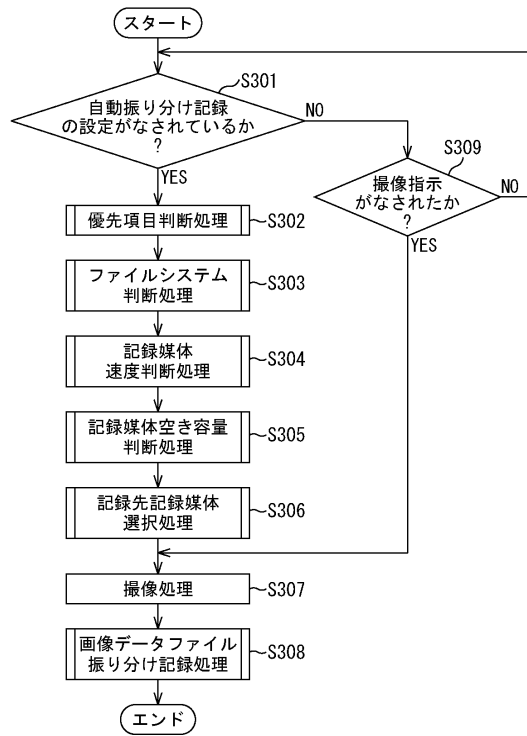 スタート
S301
自動振り分け記録
の設定がなされているか
?
NO
YES
S309
撮像指示
がなされたか
?
NO
YES
優先項目判断処理
S302
ファイルシステム
判断処理
S303
記録媒体
速度判断処理
S304
記録媒体空き容量
判断処理
S305
記録先記録媒体
選択処理
S306
撮像処理
S307
画像データファイル
振り分け記録処理
S308
エンド